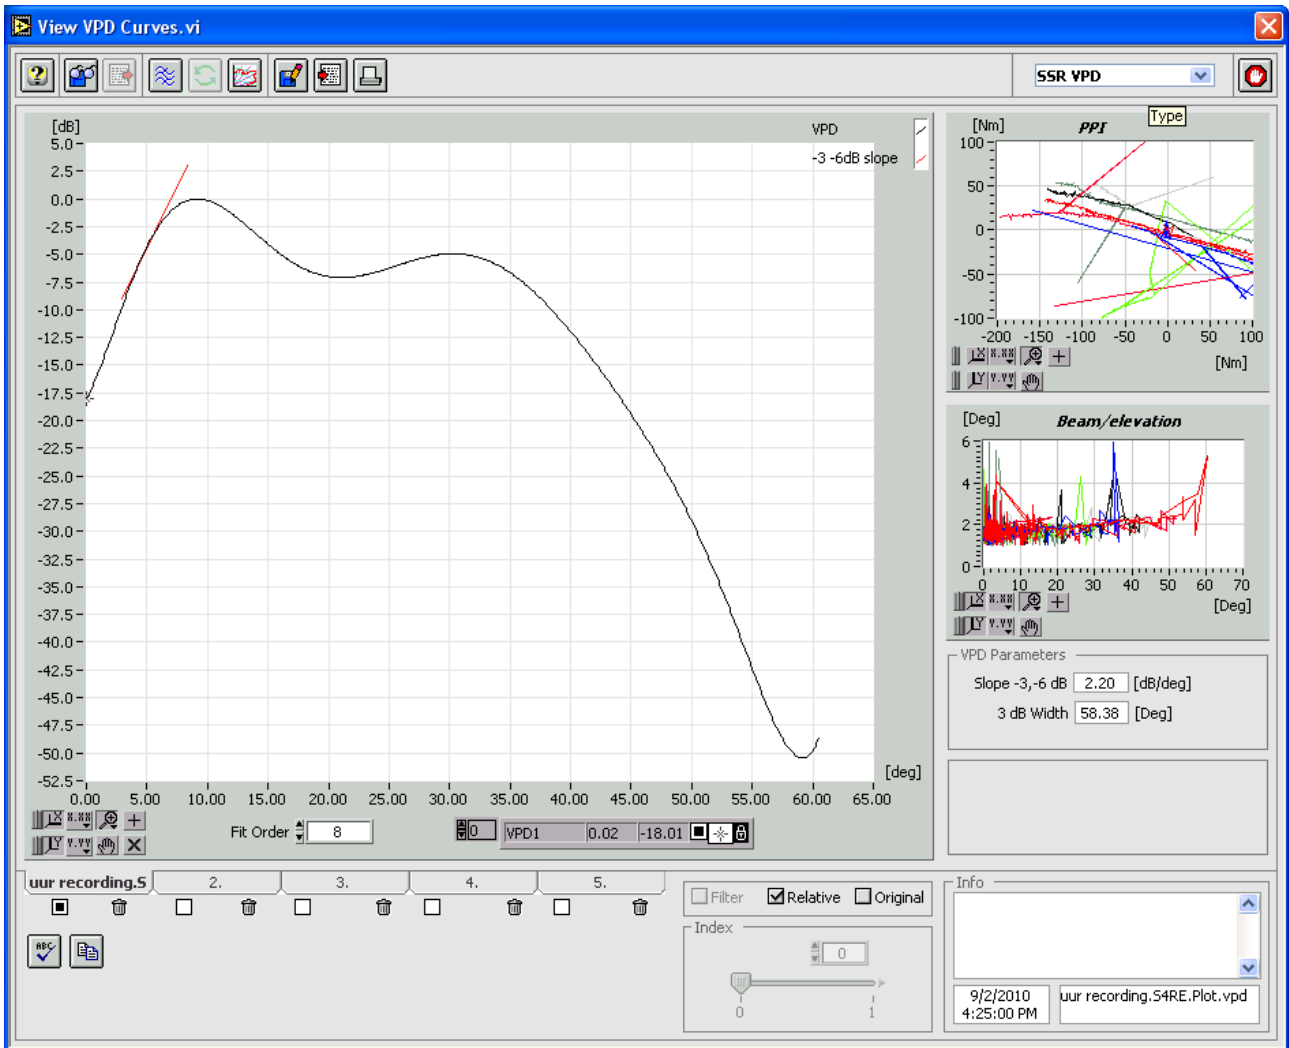 View VPD Curves.vi
SSR VPD
Type
[dB]
VPD
-3 -6dB slope
5.0
2.5
0.0
-2.5
-5.0
-7.5
-10.0
-12.5
-15.0
-17.5
-20.0
-22.5
-25.0
-27.5
-30.0
-32.5
-35.0
-37.5
-40.0
-42.5
-45.0
-47.5
-50.0
-52.5
[deg]
0.00 5.00 10.00 15.00 20.00 25.00 30.00 35.00 40.00 45.00 50.00 55.00 60.00 65.00
Fit Order 8
0 VPD1 0.02 -18.01
[Nm] PPI
100
50
0
-50
-100
-200 -150 -100 -50 0 50 100
[Nm]
[Deg] Beam/elevation
6
4
2
0
0 10 20 30 40 50 60 70
[Deg]
VPD Parameters
Slope -3,-6 dB 2.20 [dB/deg]
3 dB Width 58.38 [Deg]
uur recording.S 2. 3. 4. 5.
ABC
Filter Relative Original
Index
0
0 1
Info
9/2/2010
4:25:00 PM
uur recording.S4RE.Plot.vpd